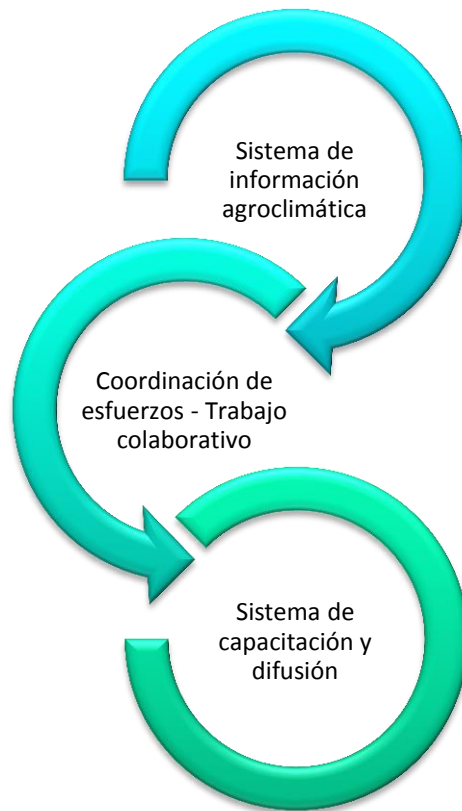 Sistema de
información
agroclimática
Coordinación de
esfuerzos - Trabajo
colaborativo
Sistema de
capacitación y
difusión